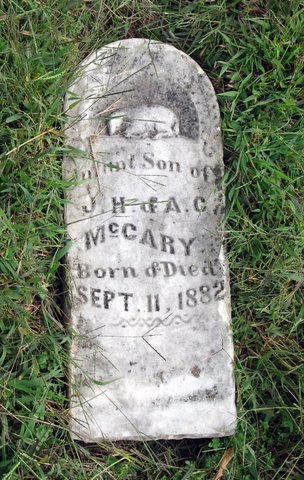 Infant Son of
J. H. & A. C.
McCARY
Born & Died
SEPT. 11, 1882